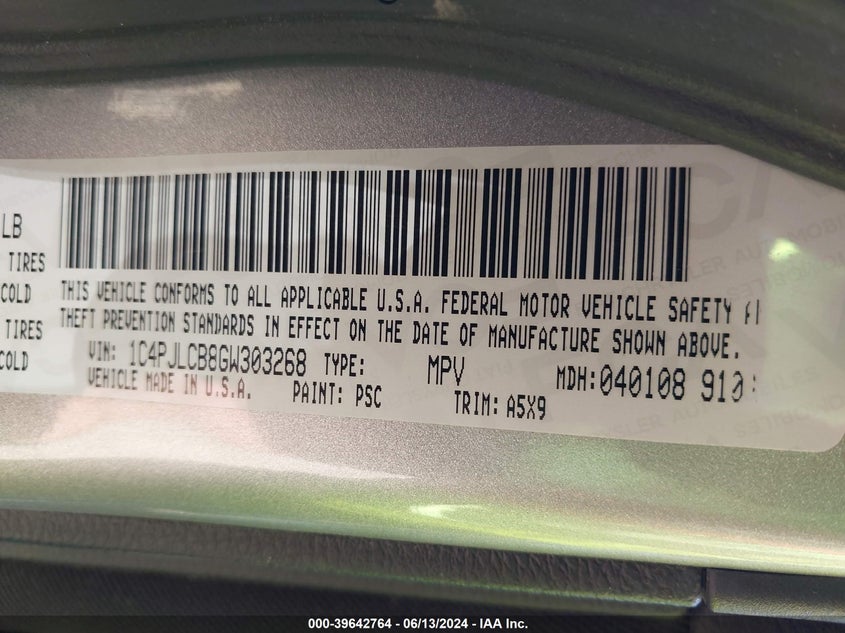 LB
TIRES
COLD
TIRES
COLD
THIS VEHICLE CONFORMS TO ALL APPLICABLE U.S.A. FEDERAL MOTOR VEHICLE SAFETY
THEFT PREVENTION STANDARDS IN EFFECT ON THE DATE OF MANUFACTURE SHOWN ABOVE.
VIN: 1C4PJLCB8GW303268 TYPE: MPV MDH:040108 910
VEHICLE MADE IN U.S.A. PAINT: PSC TRIM: A5X9
000-39642764 - 06/13/2024 - IAA Inc.